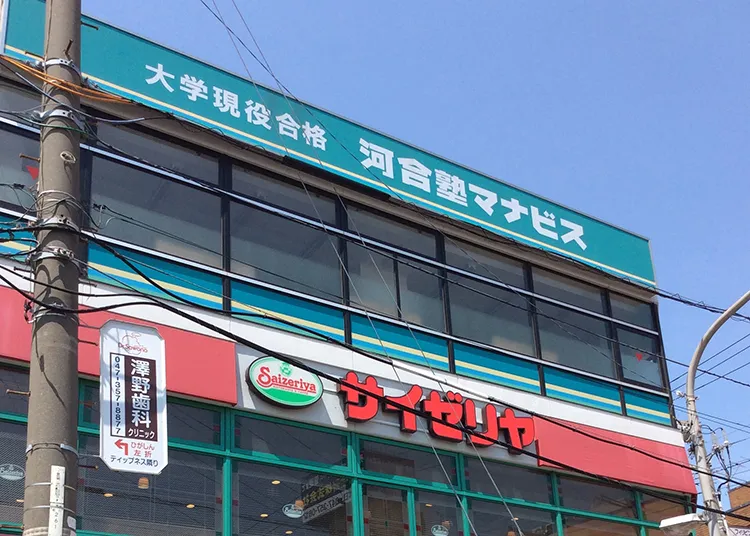 大学現役合格 河合塾マナビス
Saizeriya
サイゼリヤ
澤野歯科
クリニック
047-357-8877
ひがしん
左折
ティップネス隣り